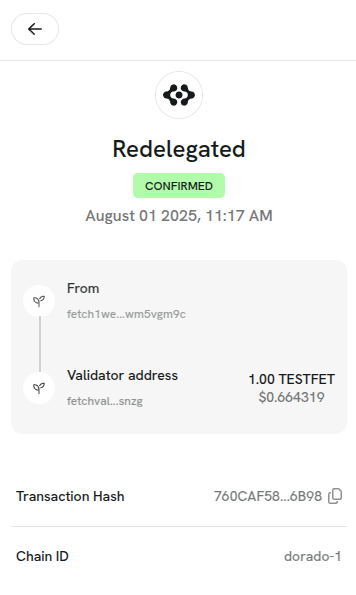 Redelegated
CONFIRMED
August 01 2025, 11:17 AM
From
fetch1we...wm5vgm9c
Validator address
fetchval...snzg
1.00 TESTFET
$0.664319
Transaction Hash
760CAF58...6B98
Chain ID
dorado-1